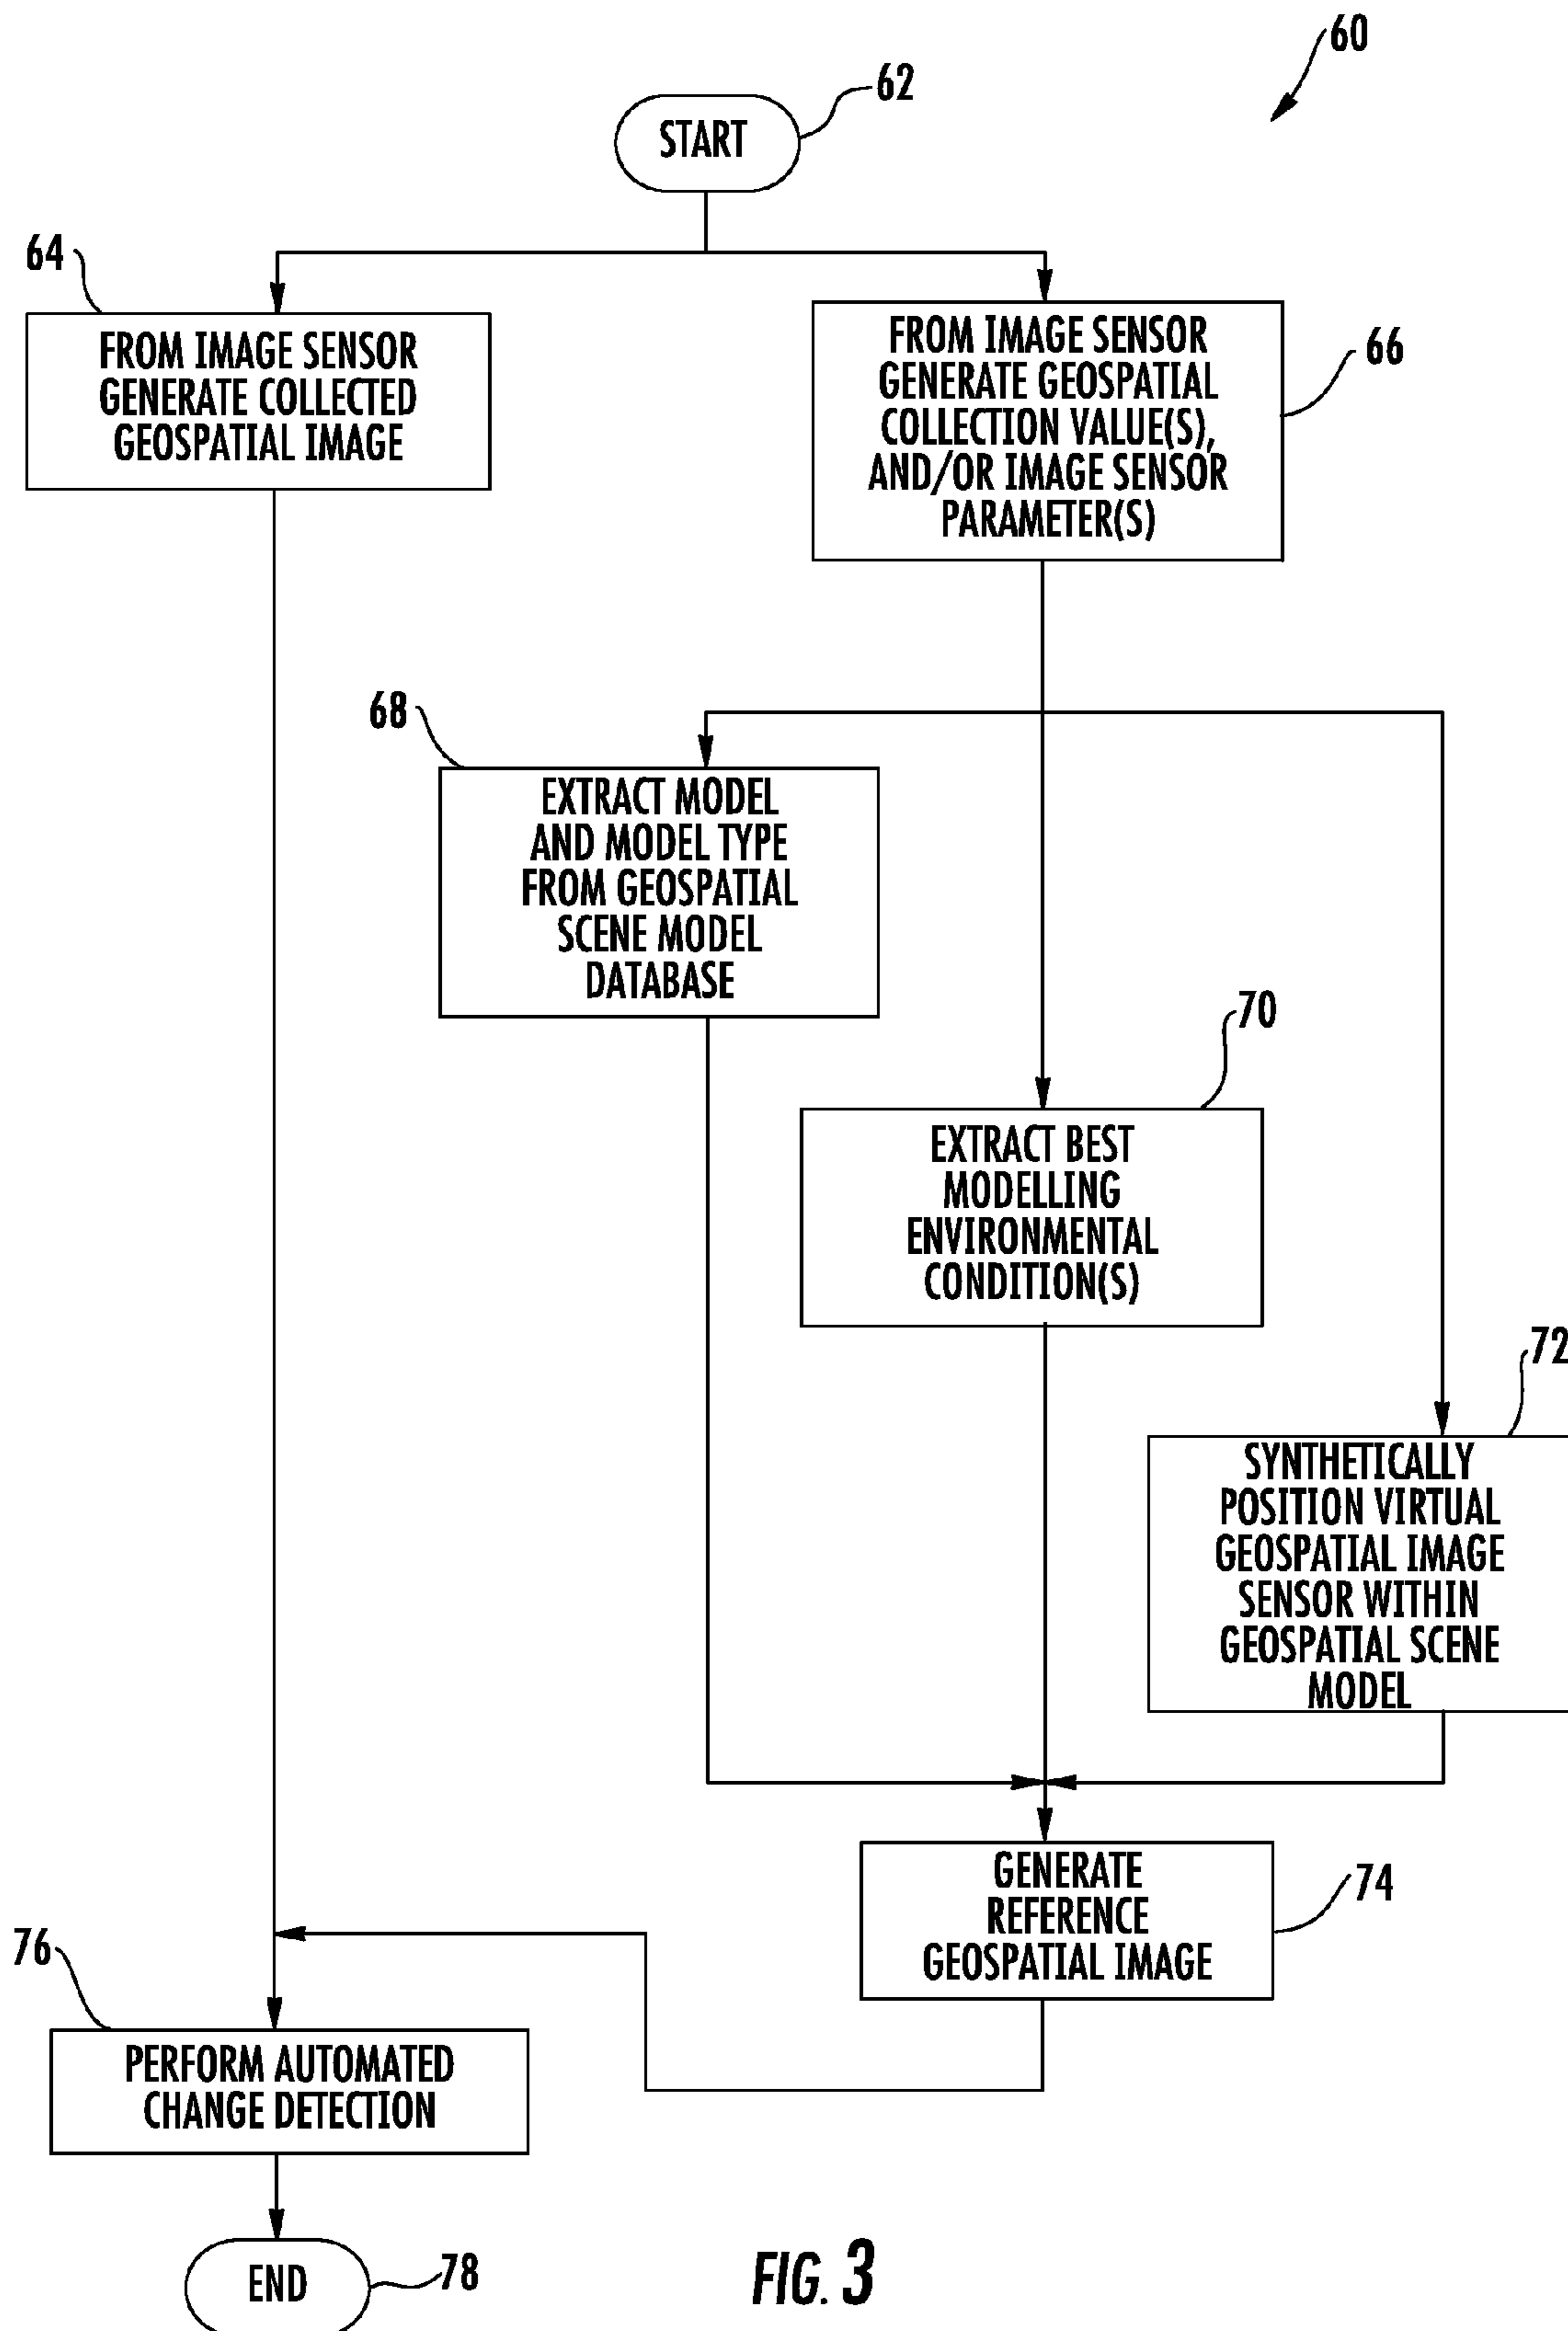 60
62
START
64
FROM IMAGE SENSOR
GENERATE COLLECTED
GEOSPATIAL IMAGE
66
FROM IMAGE SENSOR
GENERATE GEOSPATIAL
COLLECTION VALUE(S),
AND/OR IMAGE SENSOR
PARAMETER(S)
68
EXTRACT MODEL
AND MODEL TYPE
FROM GEOSPATIAL
SCENE MODEL
DATABASE
70
EXTRACT BEST
MODELLING
ENVIRONMENTAL
CONDITION(S)
72
SYNTHETICALLY
POSITION VIRTUAL
GEOSPATIAL IMAGE
SENSOR WITHIN
GEOSPATIAL SCENE
MODEL
74
GENERATE
REFERENCE
GEOSPATIAL IMAGE
76
PERFORM AUTOMATED
CHANGE DETECTION
78
END
FIG. 3